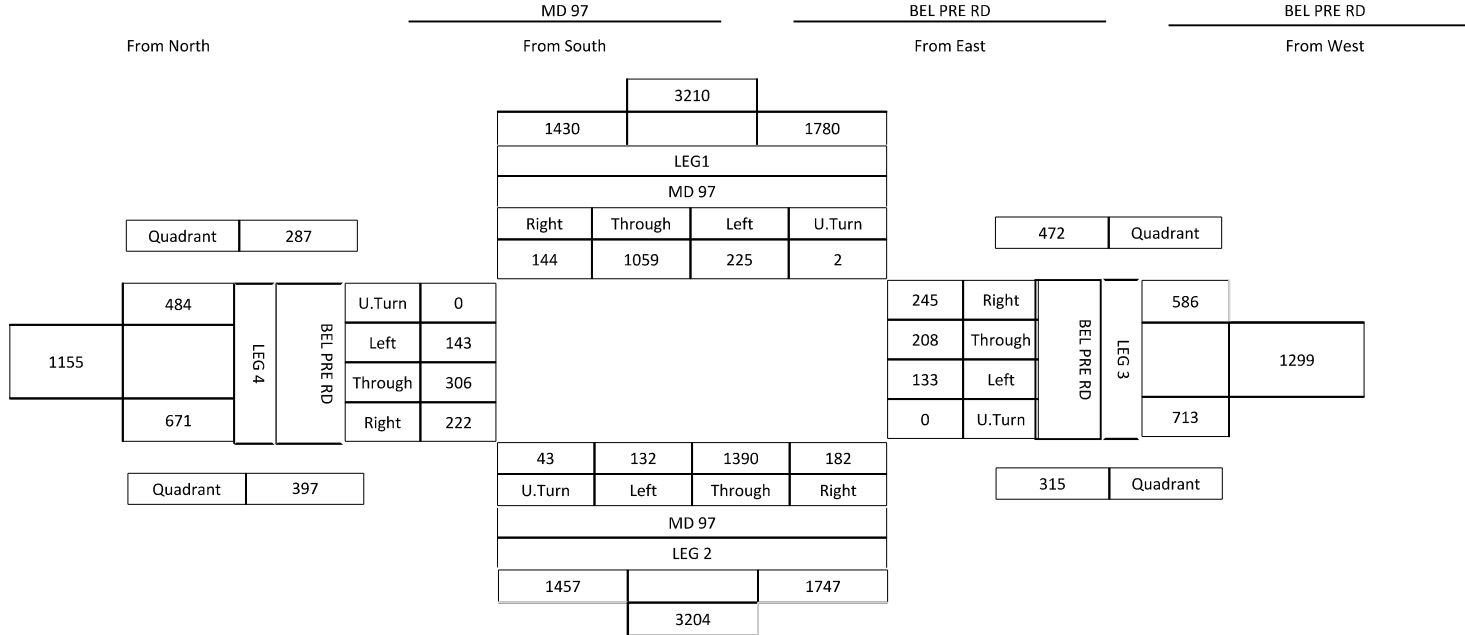 MD 97 BEL PRE RD BEL PRE RD
From North From South From East From West
3210
1430 1780
LEG1
MD 97
Right Through Left U.Turn
144 1059 225 2
Quadrant 287
472 Quadrant
484
1155
671
LEG 4
BEL PRE RD
U.Turn 0
Left 143
Through 306
Right 222
245 Right
208 Through
133 Left
0 U.Turn
BEL PRE RD
LEG 3
586
1299
713
43 132 1390 182
U.Turn Left Through Right
MD 97
LEG 2
1457 1747
3204
Quadrant 397
315 Quadrant